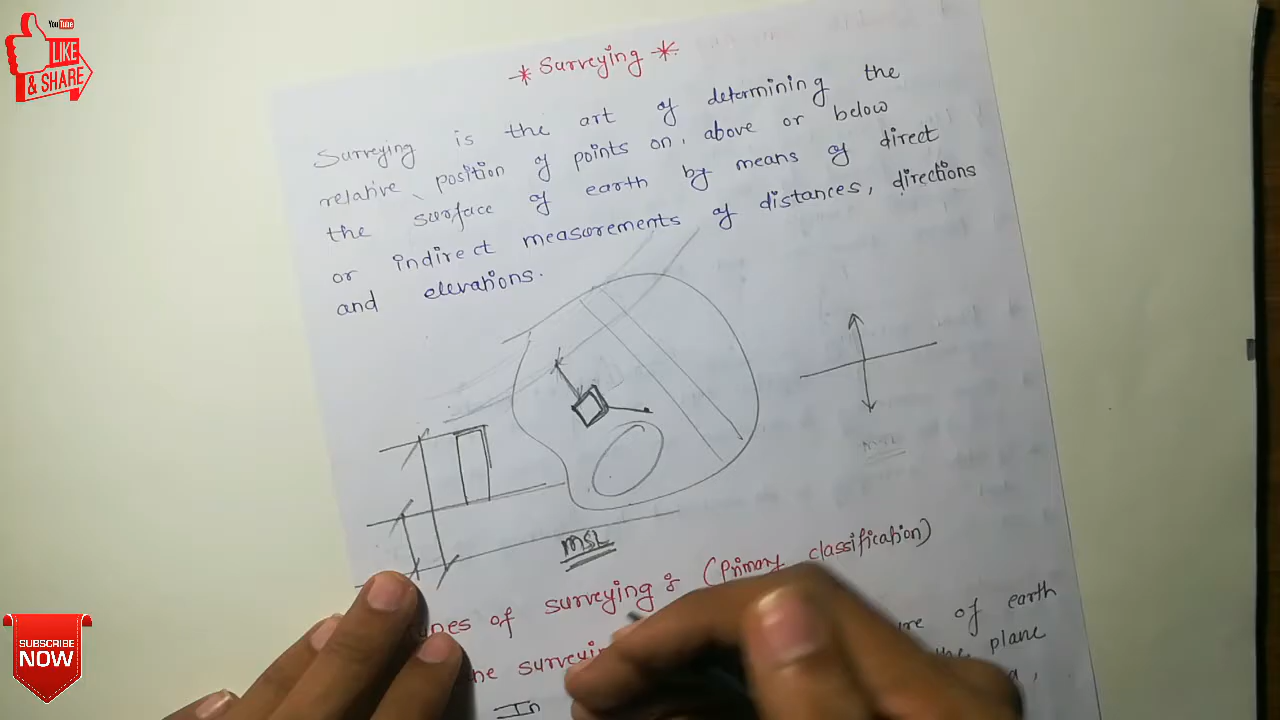 YouTube
LIKE
& SHARE
* Surveying *
Surveying is the art of determining the
relative position of points on, above or below
the surface of earth by means of direct
or indirect measurements of distances, directions
and elevations.
MSL
MSL
of surveying : (Primary classification)
of earth
plane
In
SUBSCRIBE
NOW